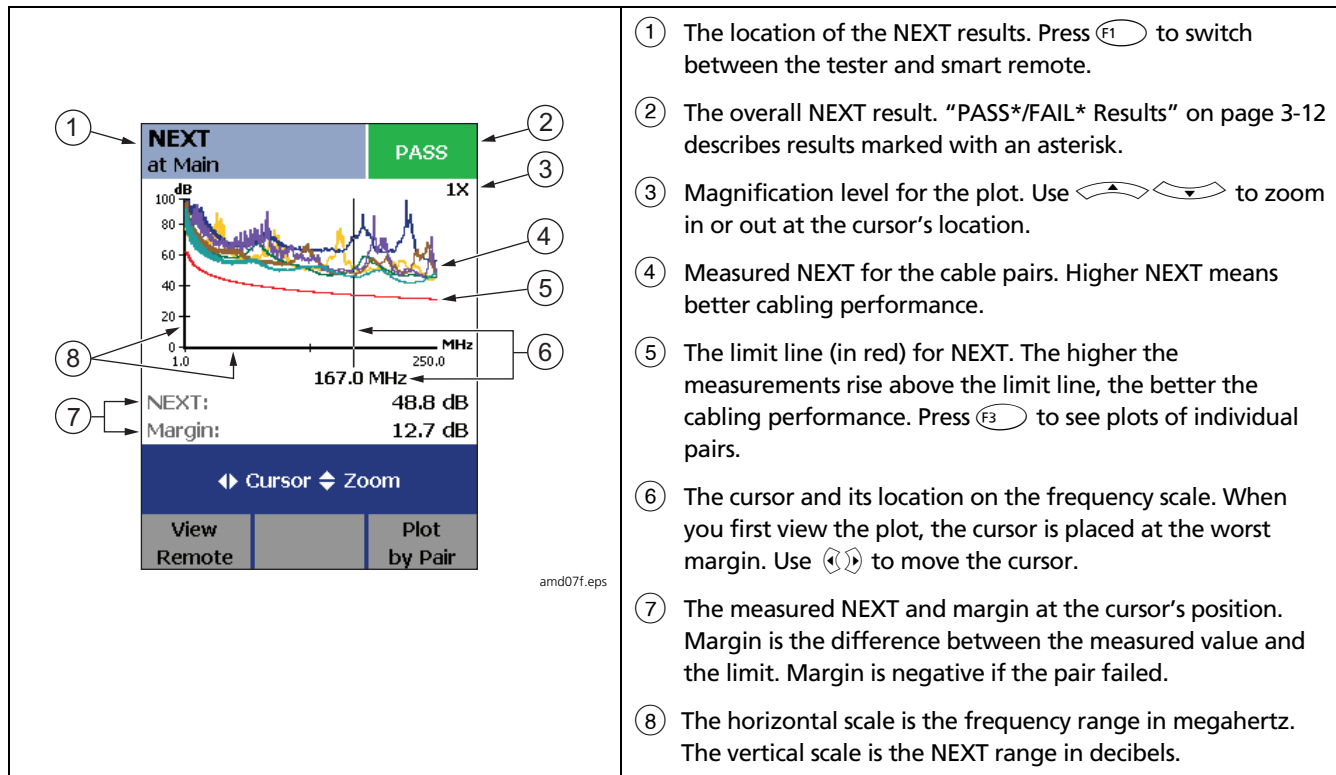 1
NEXT
at Main
PASS
2
3
1X
dB
100
80
60
40
20
0
4
5
6
8
1.0
250.0
MHz
167.0 MHz
7
NEXT: 48.8 dB
Margin: 12.7 dB
Cursor Zoom
View
Remote
Plot
by Pair
amd07f.eps
1 The location of the NEXT results. Press F1 to switch
between the tester and smart remote.
2 The overall NEXT result. “PASS*/FAIL* Results” on page 3-12
describes results marked with an asterisk.
3 Magnification level for the plot. Use to zoom
in or out at the cursor’s location.
4 Measured NEXT for the cable pairs. Higher NEXT means
better cabling performance.
5 The limit line (in red) for NEXT. The higher the
measurements rise above the limit line, the better the
cabling performance. Press F3 to see plots of individual
pairs.
6 The cursor and its location on the frequency scale. When
you first view the plot, the cursor is placed at the worst
margin. Use to move the cursor.
7 The measured NEXT and margin at the cursor’s position.
Margin is the difference between the measured value and
the limit. Margin is negative if the pair failed.
8 The horizontal scale is the frequency range in megahertz.
The vertical scale is the NEXT range in decibels.